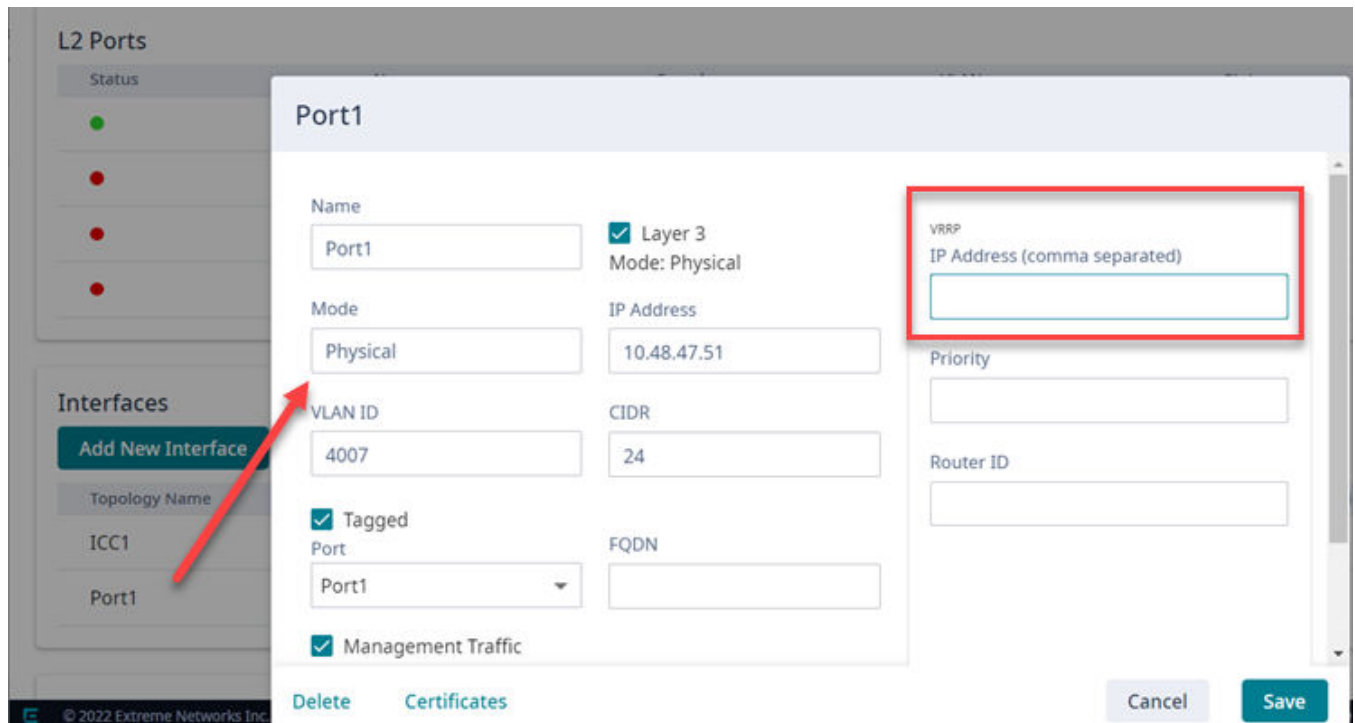 L2 Ports
Status
Port1
Name
Port1
Layer 3
Mode: Physical
VRRP
IP Address (comma separated)
Mode
Physical
IP Address
10.48.47.51
Priority
Interfaces
Add New Interface
VLAN ID
4007
CIDR
24
Router ID
Topology Name
ICC1
Port1
Tagged
Port
Port1
FQDN
Management Traffic
Delete
Certificates
Cancel
Save
© 2022 Extreme Networks Inc.